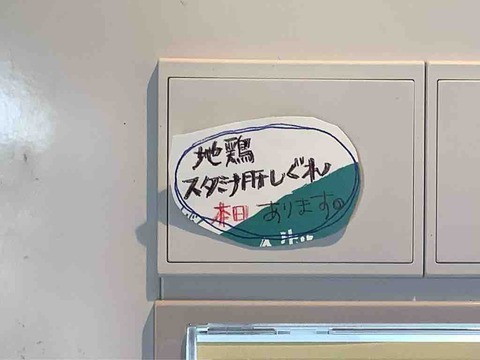 地鶏
スタミナ肝しぐれ
本日 あります